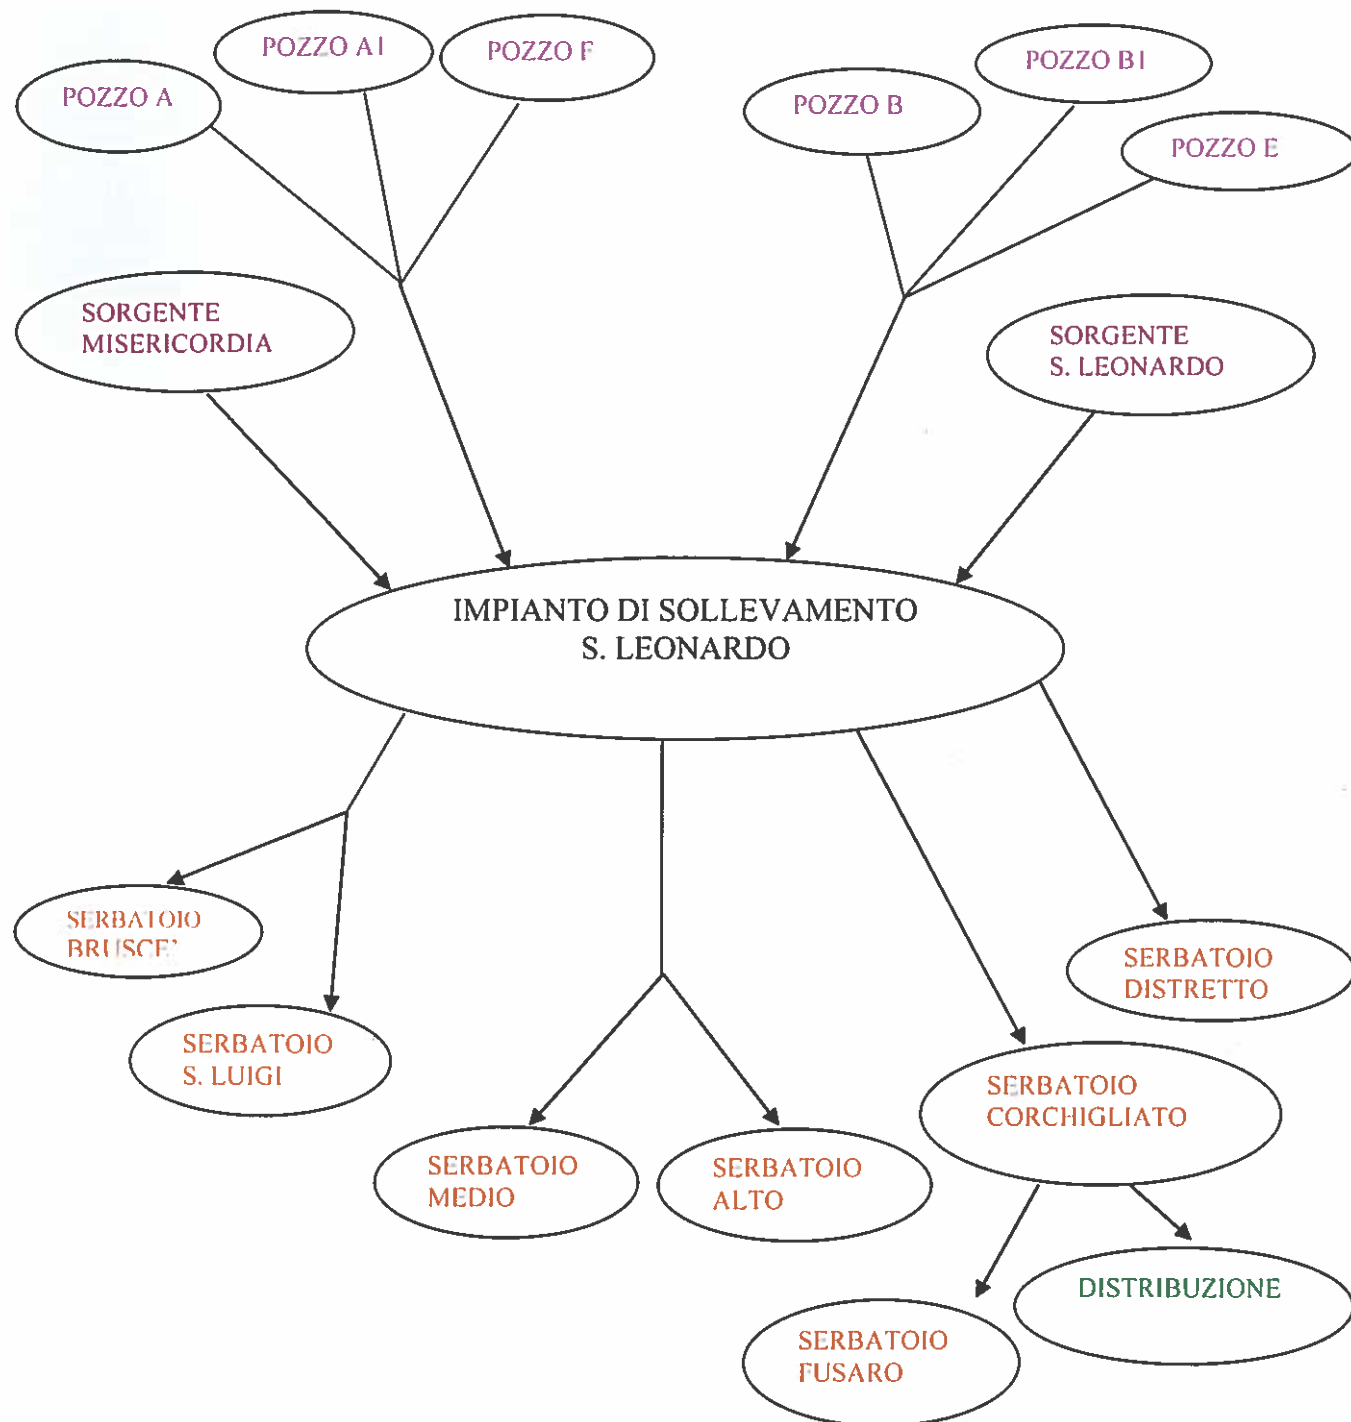 POZZO A
POZZO A1
POZZO F
POZZO B
POZZO B1
POZZO E
SORGENTE
MISERICORDIA
SORGENTE
S. LEONARDO
IMPIANTO DI SOLLEVAMENTO
S. LEONARDO
SERBATOIO
BRUSCE'
SERBATOIO
S. LUIGI
SERBATOIO
MEDIO
SERBATOIO
ALTO
SERBATOIO
DISTRETTO
SERBATOIO
CORCHIGLIATO
SERBATOIO
FUSARO
DISTRIBUZIONE